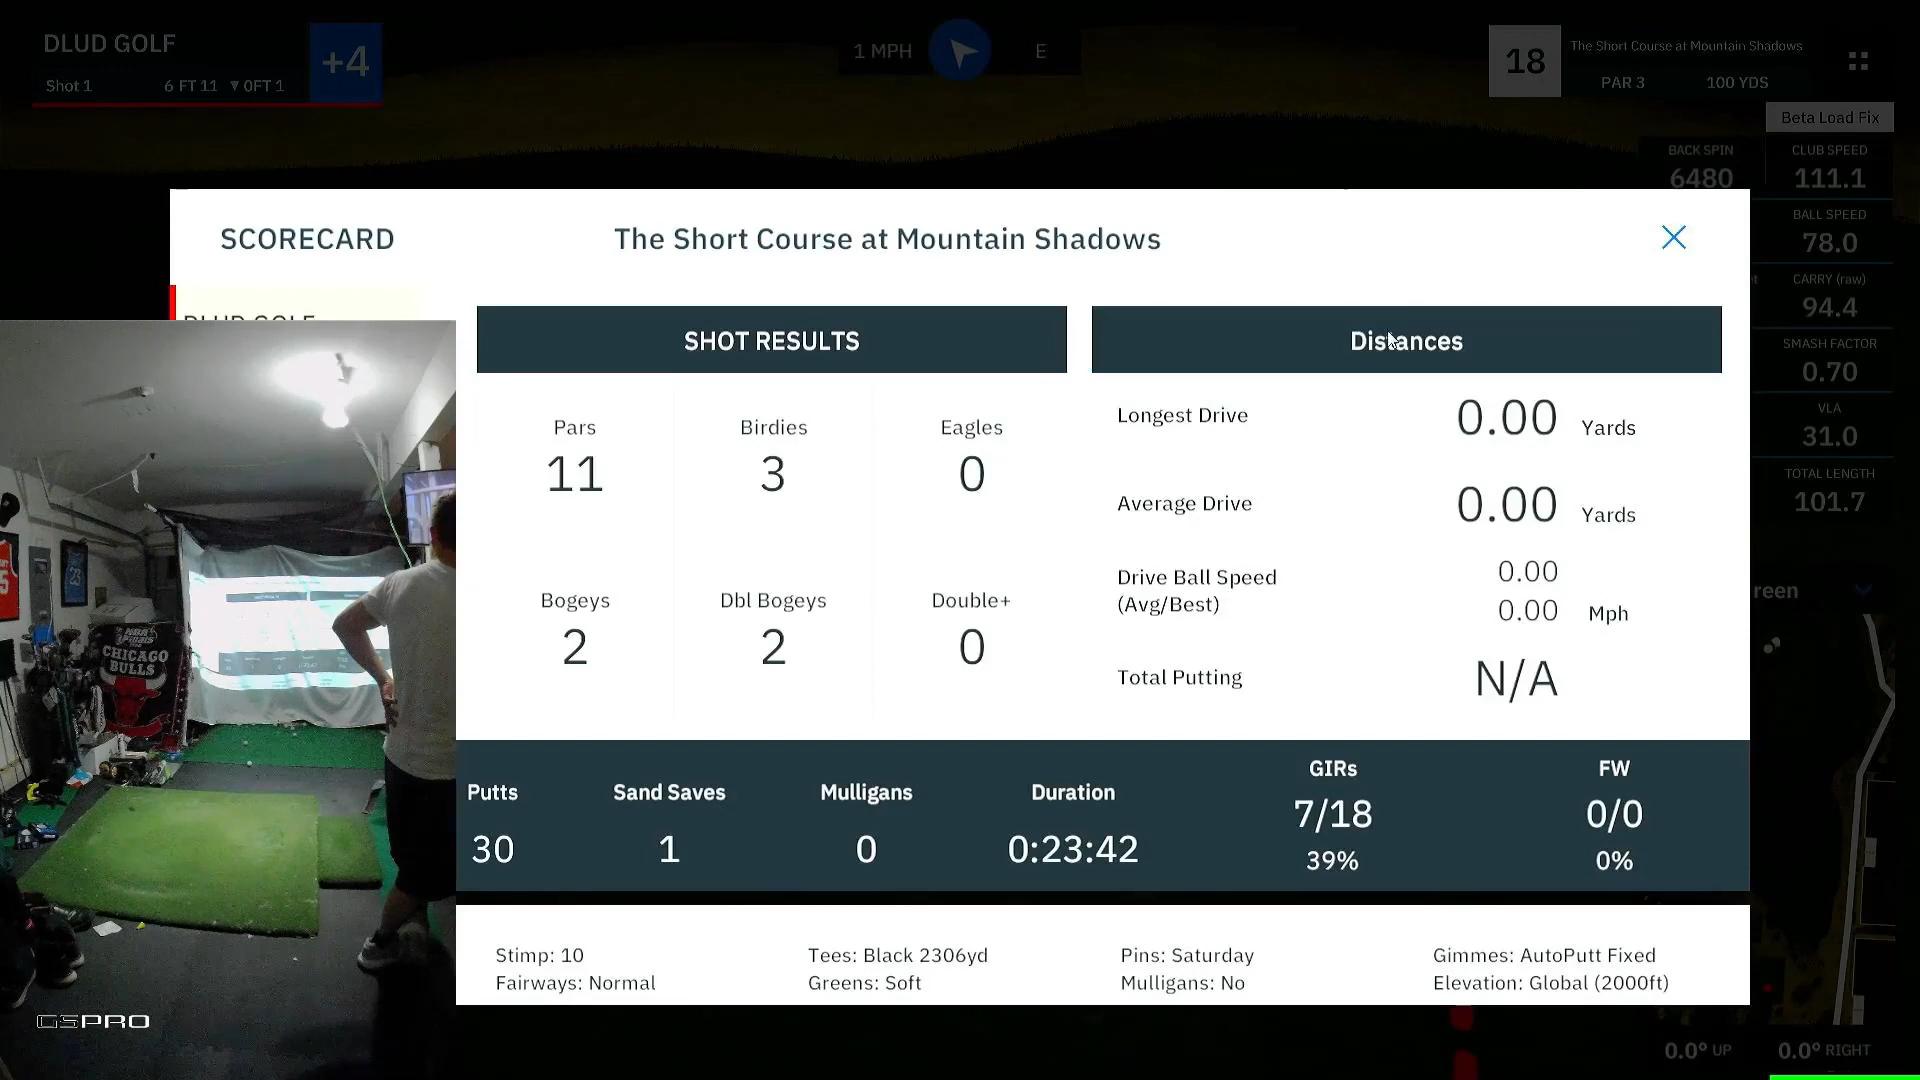 DLUD GOLF
+4
Shot 1
6 FT 11 ▼0FT 1
1 MPH
E
18
The Short Course at Mountain Shadows
PAR 3
100 YDS
Beta Load Fix
BACK SPIN
6480
CLUB SPEED
111.1
BALL SPEED
78.0
CARRY (raw)
94.4
SMASH FACTOR
0.70
VLA
31.0
TOTAL LENGTH
101.7
SCORECARD
The Short Course at Mountain Shadows
DLUD GOLF
SHOT RESULTS
Pars
11
Birdies
3
Eagles
0
Bogeys
2
Dbl Bogeys
2
Double+
0
Distances
Longest Drive
0.00 Yards
Average Drive
0.00 Yards
Drive Ball Speed
(Avg/Best)
0.00
0.00 Mph
Total Putting
N/A
Putts
30
Sand Saves
1
Mulligans
0
Duration
0:23:42
GIRs
7/18
39%
FW
0/0
0%
Stimp: 10
Fairways: Normal
Tees: Black 2306yd
Greens: Soft
Pins: Saturday
Mulligans: No
Gimmes: AutoPutt Fixed
Elevation: Global (2000ft)
reen
CHICAGO
BULLS
GSPRO
0.0° UP
0.0° RIGHT